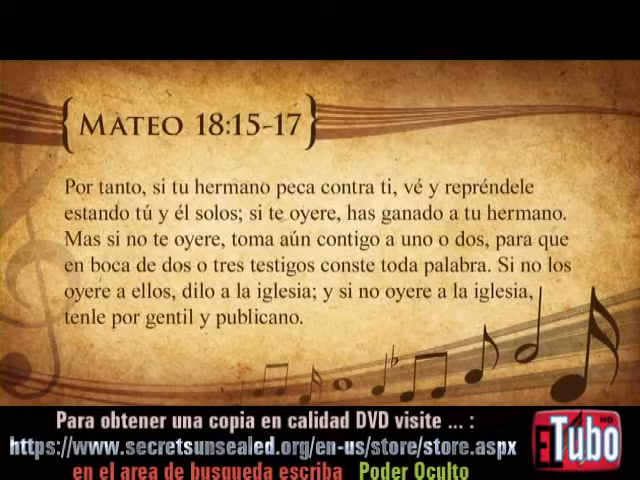 {MATEO 18:15-17}
Por tanto, si tu hermano peca contra ti, vé y repréndele
estando tú y él solos; si te oyere, has ganado a tu hermano.
Mas si no te oyere, toma aún contigo a uno o dos, para que
en boca de dos o tres testigos conste toda palabra. Si no los
oyere a ellos, dilo a la iglesia; y si no oyere a la iglesia,
tenle por gentil y publicano.
Para obtener una copia en calidad DVD visite ... :
https://www.secretsunsealed.org/en-us/store/store.aspx
en el area de busqueda escriba Poder Oculto
El Tubo HD